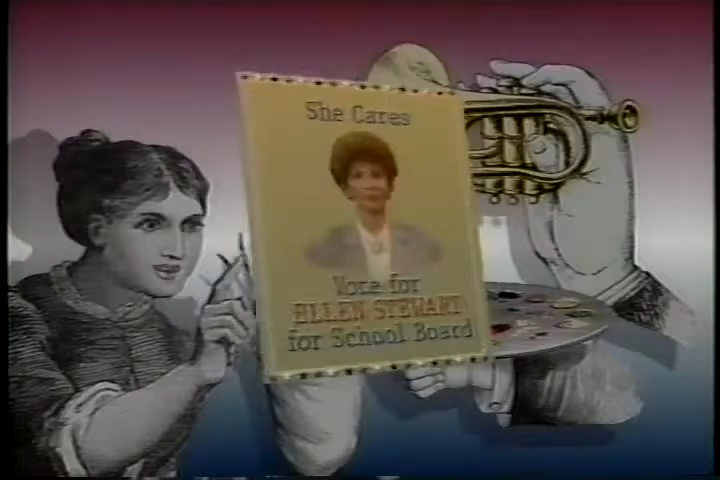 She Cares
Vote for
ELLEN STEWART
for School Board